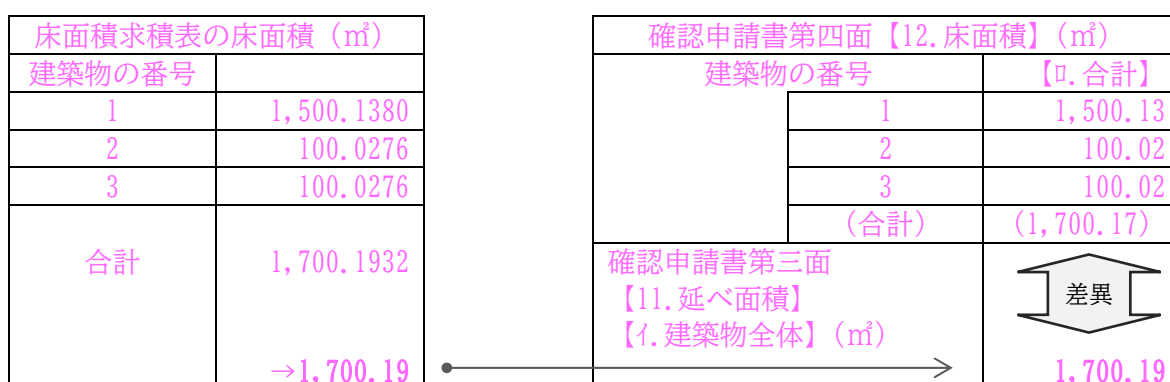 床面積求積表の床面積（㎡）
建築物の番号
1 1,500.1380
2 100.0276
3 100.0276
合計 1,700.1932
→1,700.19
確認申請書第四面【12.床面積】（㎡）
建築物の番号 【ﾛ.合計】
1 1,500.13
2 100.02
3 100.02
（合計） （1,700.17）
確認申請書第三面
【11.延べ面積】
【ｲ.建築物全体】（㎡）
差異
1,700.19